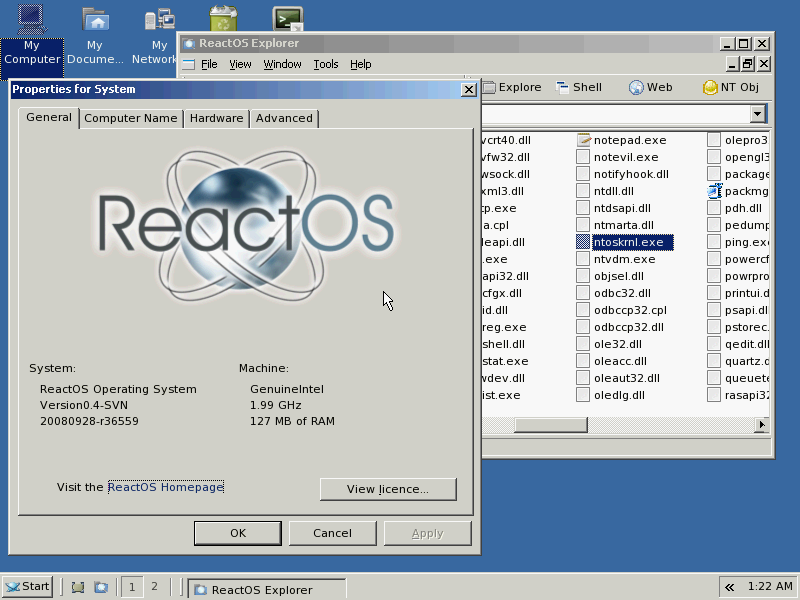 My Computer
My Docume...
My Network
ReactOS Explorer
File View Window Tools Help
Explore Shell Web NT Obj
Properties for System
General Computer Name Hardware Advanced
ReactOS
System:
ReactOS Operating System
Version0.4-SVN
20080928-r36559
Machine:
GenuineIntel
1.99 GHz
127 MB of RAM
Visit the ReactOS Homepage
View licence...
OK Cancel Apply
vcrt40.dll
vfw32.dll
wsock.dll
xml3.dll
tp.exe
a.cpl
leapi.dll
.exe
api32.dll
cfgx.dll
id.dll
reg.exe
shell.dll
stat.exe
wdev.dll
ist.exe
notepad.exe
notevil.exe
notifyhook.dll
ntdll.dll
ntdsapi.dll
ntmarta.dll
ntoskrnl.exe
ntvdm.exe
objsel.dll
odbc32.dll
odbccp32.cpl
odbccp32.dll
ole32.dll
oleacc.dll
oleaut32.dll
oledlg.dll
olepro3
opengl3
package
packmg
pdh.dll
pedump
ping.exe
powercf
powrpro
printui.d
psapi.dll
pstorec.
qedit.dll
quartz.d
queuete
rasapi32
Start 1 2 ReactOS Explorer « 1:22 AM